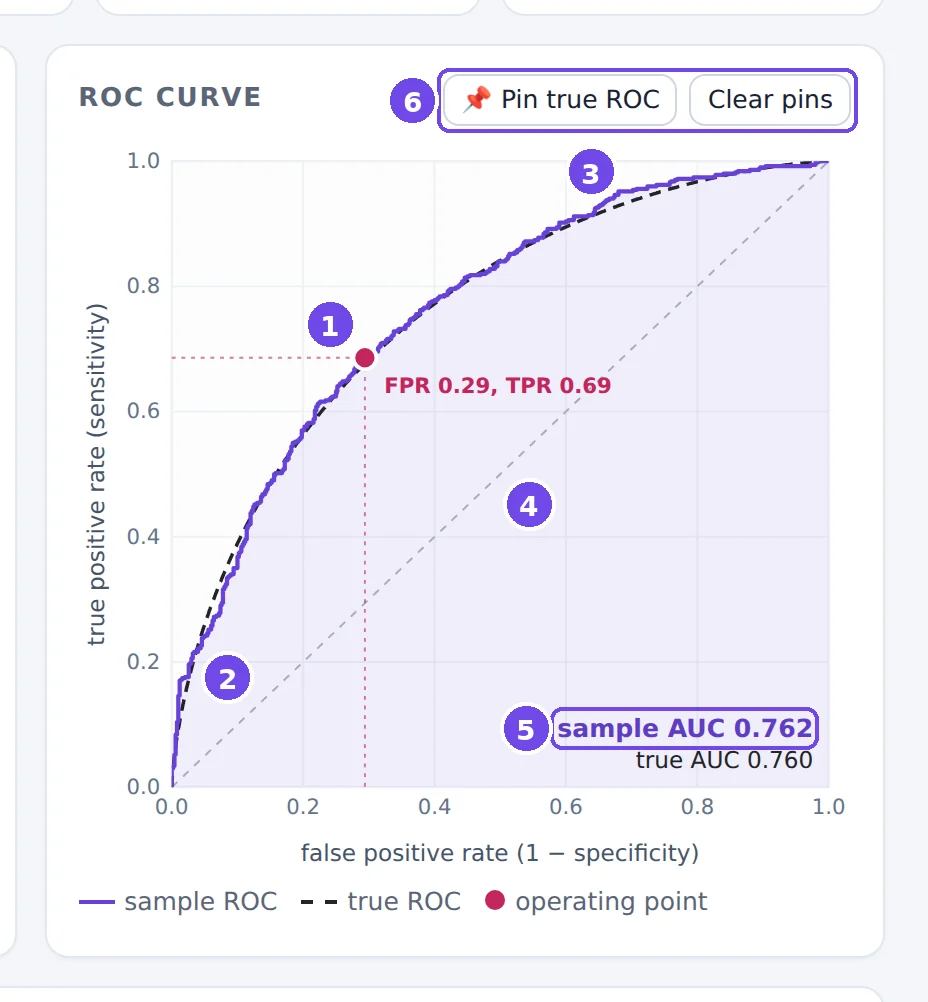 ROC CURVE
6
📌 Pin true ROC
Clear pins
1.0
3
0.8
1
FPR 0.29, TPR 0.69
0.6
true positive rate (sensitivity)
4
0.4
2
0.2
5
sample AUC 0.762
true AUC 0.760
0.0
0.0 0.2 0.4 0.6 0.8 1.0
false positive rate (1 − specificity)
sample ROC true ROC operating point